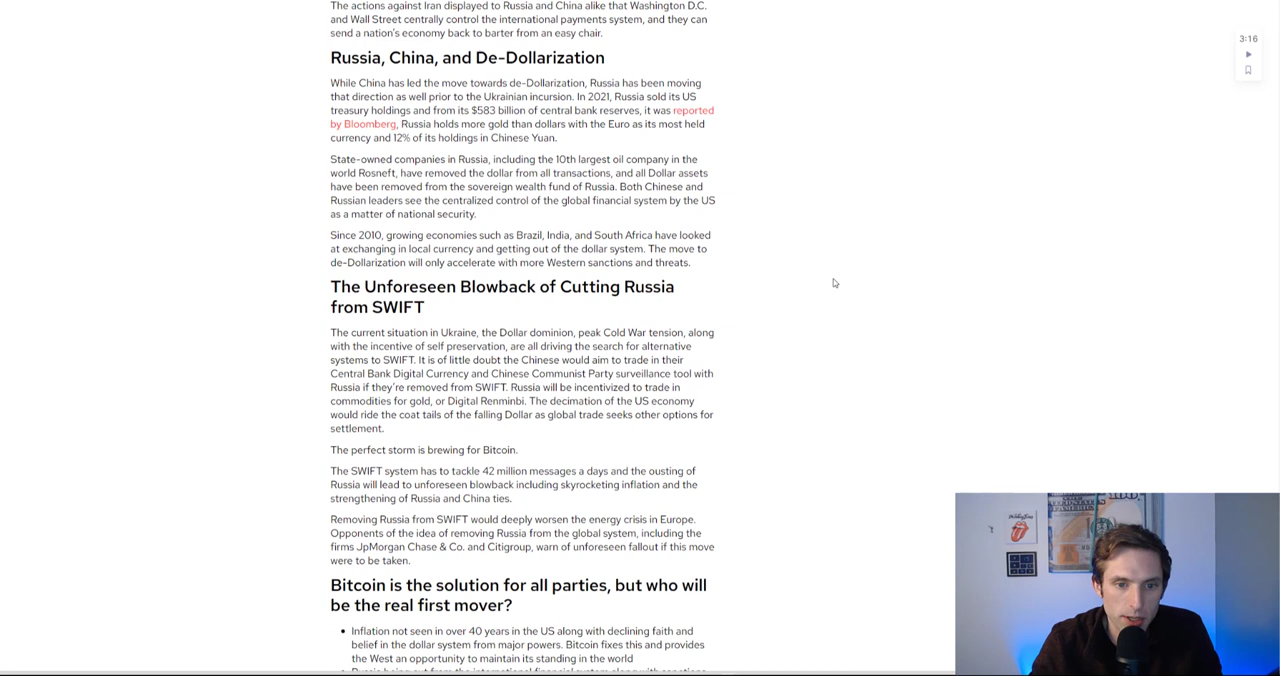 The actions against Iran displayed to Russia and China alike that Washington D.C.
and Wall Street centrally control the international payments system, and they can
send a nation's economy back to barter from an easy chair.
3:16
Russia, China, and De-Dollarization
While China has led the move towards de-Dollarization, Russia has been moving
that direction as well prior to the Ukrainian incursion. In 2021, Russia sold its US
treasury holdings and from its $583 billion of central bank reserves, it was reported
by Bloomberg, Russia holds more gold than dollars with the Euro as its most held
currency and 12% of its holdings in Chinese Yuan.
State-owned companies in Russia, including the 10th largest oil company in the
world Rosneft, have removed the dollar from all transactions, and all Dollar assets
have been removed from the sovereign wealth fund of Russia. Both Chinese and
Russian leaders see the centralized control of the global financial system by the US
as a matter of national security.
Since 2010, growing economies such as Brazil, India, and South Africa have looked
at exchanging in local currency and getting out of the dollar system. The move to
de-Dollarization will only accelerate with more Western sanctions and threats.
The Unforeseen Blowback of Cutting Russia
from SWIFT
The current situation in Ukraine, the Dollar dominion, peak Cold War tension, along
with the incentive of self preservation, are all driving the search for alternative
systems to SWIFT. It is of little doubt the Chinese would aim to trade in their
Central Bank Digital Currency and Chinese Communist Party surveillance tool with
Russia if they're removed from SWIFT. Russia will be incentivized to trade in
commodities for gold, or Digital Renminbi. The decimation of the US economy
would ride the coat tails of the falling Dollar as global trade seeks other options for
settlement.
The perfect storm is brewing for Bitcoin.
The SWIFT system has to tackle 42 million messages a days and the ousting of
Russia will lead to unforeseen blowback including skyrocketing inflation and the
strengthening of Russia and China ties.
Removing Russia from SWIFT would deeply worsen the energy crisis in Europe.
Opponents of the idea of removing Russia from the global system, including the
firms JpMorgan Chase & Co. and Citigroup, warn of unforeseen fallout if this move
were to be taken.
Bitcoin is the solution for all parties, but who will
be the real first mover?
• Inflation not seen in over 40 years in the US along with declining faith and
belief in the dollar system from major powers. Bitcoin fixes this and provides
the West an opportunity to maintain its standing in the world